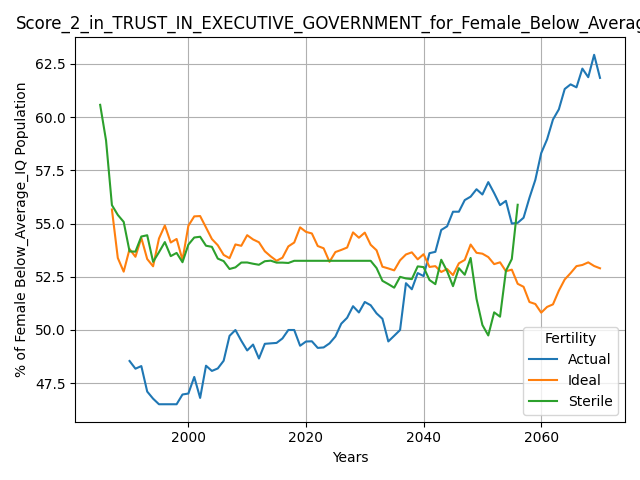 Score_2_in_TRUST_IN_EXECUTIVE_GOVERNMENT_for_Female_Below_Averag
% of Female Below_Average_IQ Population
62.5
60.0
57.5
55.0
52.5
50.0
47.5
2000
2020
2040
2060
Years
Fertility
Actual
Ideal
Sterile